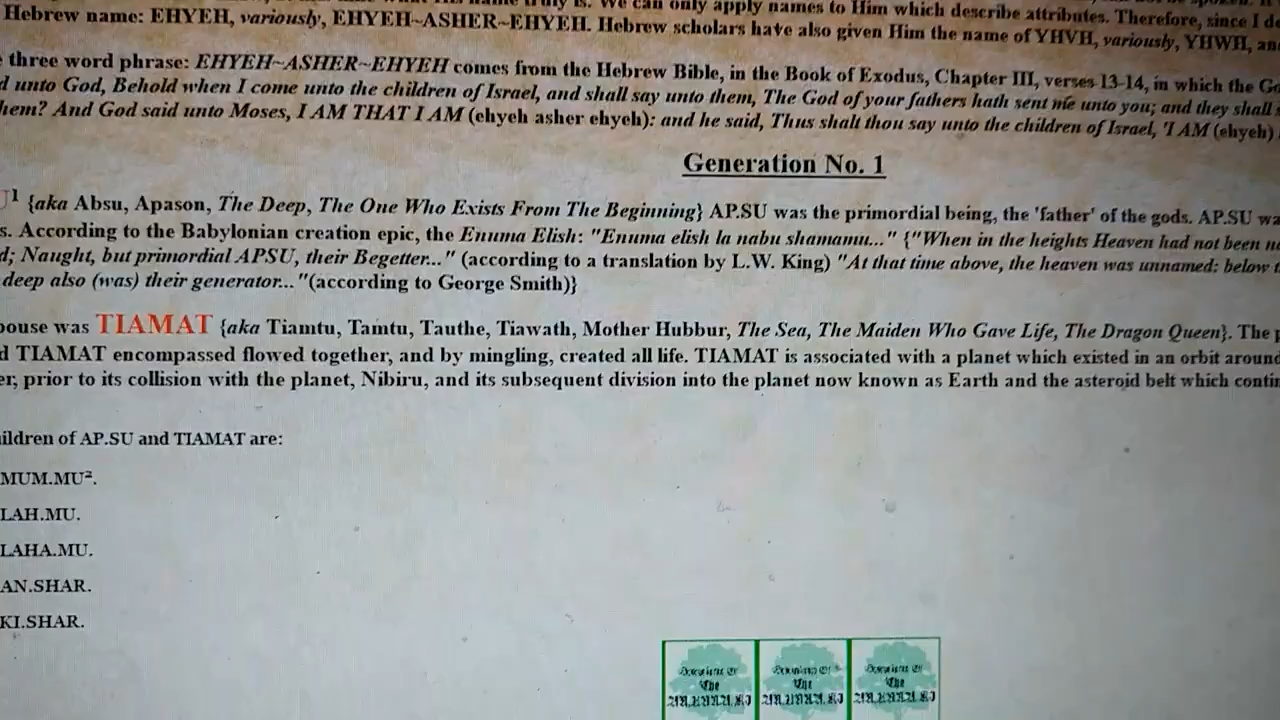 is. We can only apply names to Him which describe attributes. Therefore, since I
Hebrew name: EHYEH, variously, EHYEH~ASHER~EHYEH. Hebrew scholars have also given Him the name of YHVH, variously, YHWH,
three word phrase: EHYEH~ASHER~EHYEH comes from the Hebrew Bible, in the Book of Exodus, Chapter III, verses 13-14, in which the
unto God, Behold when I come unto the children of Israel, and shall say unto them, The God of your fathers hath sent me unto you; and they shall
And God said unto Moses, I AM THAT I AM (ehyeh asher ehyeh): and he said, Thus shalt thou say unto the children of Israel, 'I AM (ehyeh)
Generation No. 1
{aka Absu, Apason, The Deep, The One Who Exists From The Beginning} AP.SU was the primordial being, the 'father' of the gods. AP.SU
According to the Babylonian creation epic, the Enuma Elish: "Enuma elish la nabu shamamu..." {"When in the heights Heaven had not been
Naught, but primordial APSU, their Begetter..." (according to a translation by L.W. King) "At that time above, the heaven was unnamed: below
deep also (was) their generator... "(according to George Smith)}
was TIAMAT {aka Tiamtu, Tamtu, Tauthe, Tiawath, Mother Hubbur, The Sea, The Maiden Who Gave Life, The Dragon Queen}. The
TIAMAT encompassed flowed together, and by mingling, created all life. TIAMAT is associated with a planet which existed in an orbit around
prior to its collision with the planet, Nibiru, and its subsequent division into the planet now known as Earth and the asteroid belt which
of AP.SU and TIAMAT are:
MUM.MU².
LAH.MU.
LAHA.MU.
AN.SHAR.
KI.SHAR.